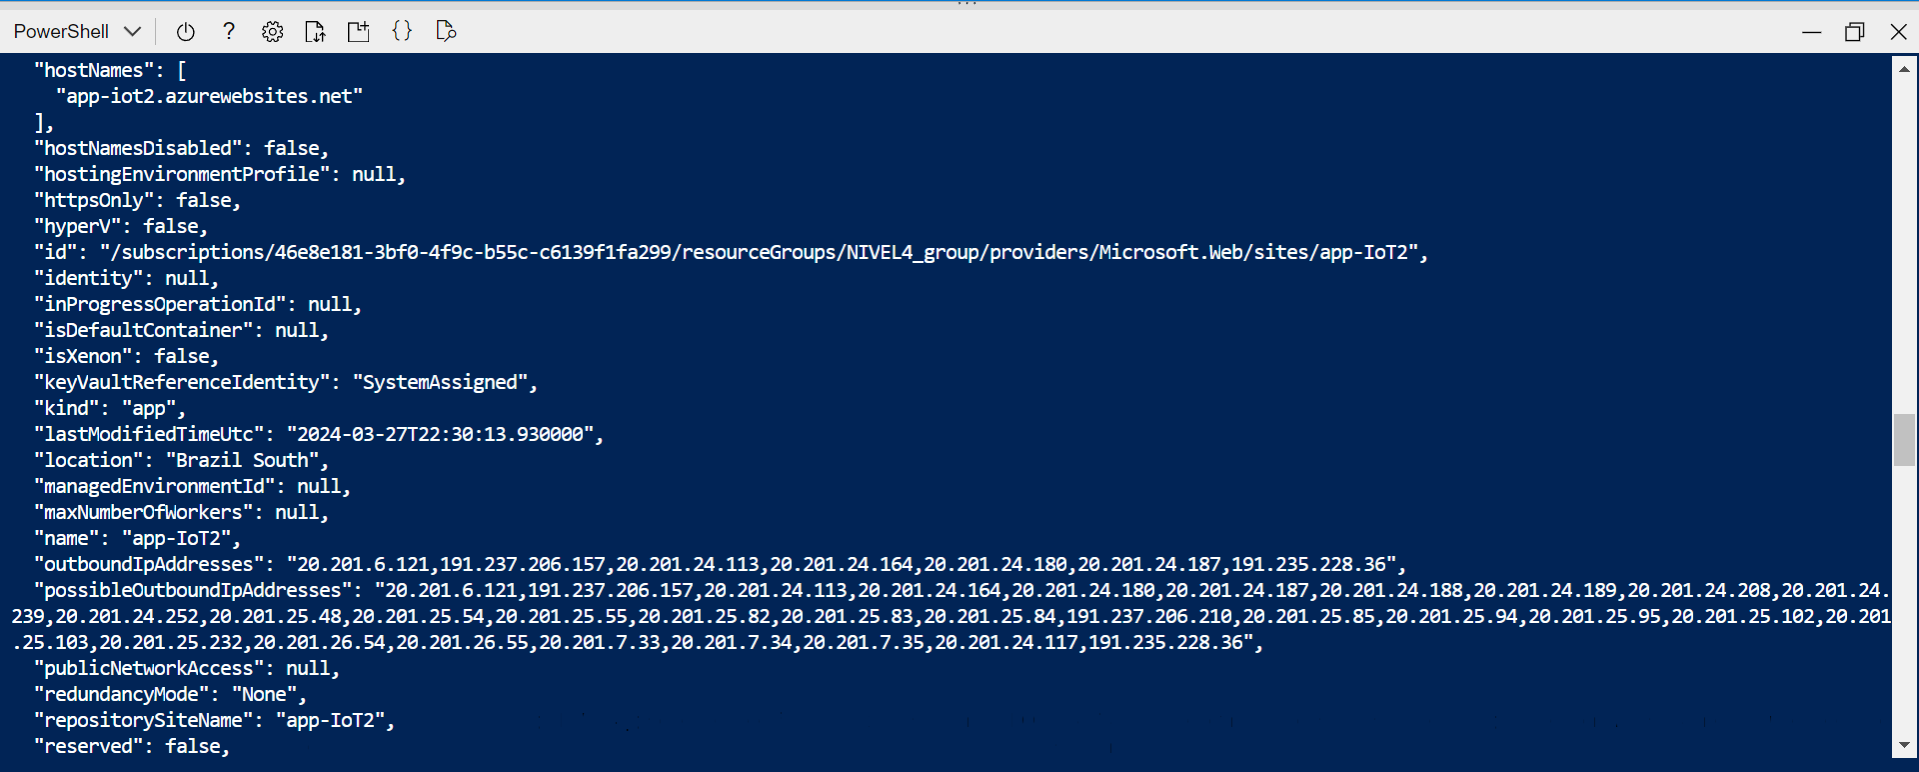 PowerShell
"hostNames": [
"app-iot2.azurewebsites.net"
],
"hostNamesDisabled": false,
"hostingEnvironmentProfile": null,
"httpsOnly": false,
"hyperV": false,
"id": "/subscriptions/46e8e181-3bf0-4f9c-b55c-c6139f1fa299/resourceGroups/NIVEL4_group/providers/Microsoft.Web/sites/app-IoT2",
"identity": null,
"inProgressOperationId": null,
"isDefaultContainer": null,
"isXenon": false,
"keyVaultReferenceIdentity": "SystemAssigned",
"kind": "app",
"lastModifiedTimeUtc": "2024-03-27T22:30:13.930000",
"location": "Brazil South",
"managedEnvironmentId": null,
"maxNumberOfWorkers": null,
"name": "app-IoT2",
"outboundIpAddresses": "20.201.6.121,191.237.206.157,20.201.24.113,20.201.24.164,20.201.24.180,20.201.24.187,191.235.228.36",
"possibleOutboundIpAddresses": "20.201.6.121,191.237.206.157,20.201.24.113,20.201.24.164,20.201.24.180,20.201.24.187,20.201.24.188,20.201.24.189,20.201.24.208,20.201.24.
239,20.201.24.252,20.201.25.48,20.201.25.54,20.201.25.55,20.201.25.82,20.201.25.83,20.201.25.84,191.237.206.210,20.201.25.85,20.201.25.94,20.201.25.95,20.201.25.102,20.201
.25.103,20.201.25.232,20.201.26.54,20.201.26.55,20.201.7.33,20.201.7.34,20.201.7.35,20.201.24.117,191.235.228.36",
"publicNetworkAccess": null,
"redundancyMode": "None",
"repositorySiteName": "app-IoT2",
"reserved": false,